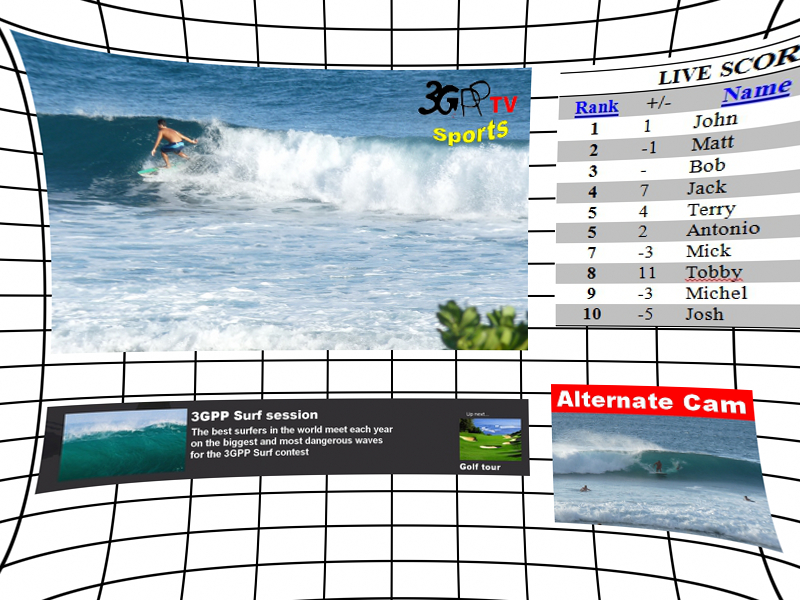 3GPP TV
Sports
LIVE SCOR
Rank +/- Name
1 1 John
2 -1 Matt
3 - Bob
4 7 Jack
5 4 Terry
5 2 Antonio
7 -3 Mick
8 11 Tobby
9 -3 Michel
10 -5 Josh
3GPP Surf session
The best surfers in the world meet each year
on the biggest and most dangerous waves
for the 3GPP Surf contest
Up next...
Golf tour
Alternate Cam